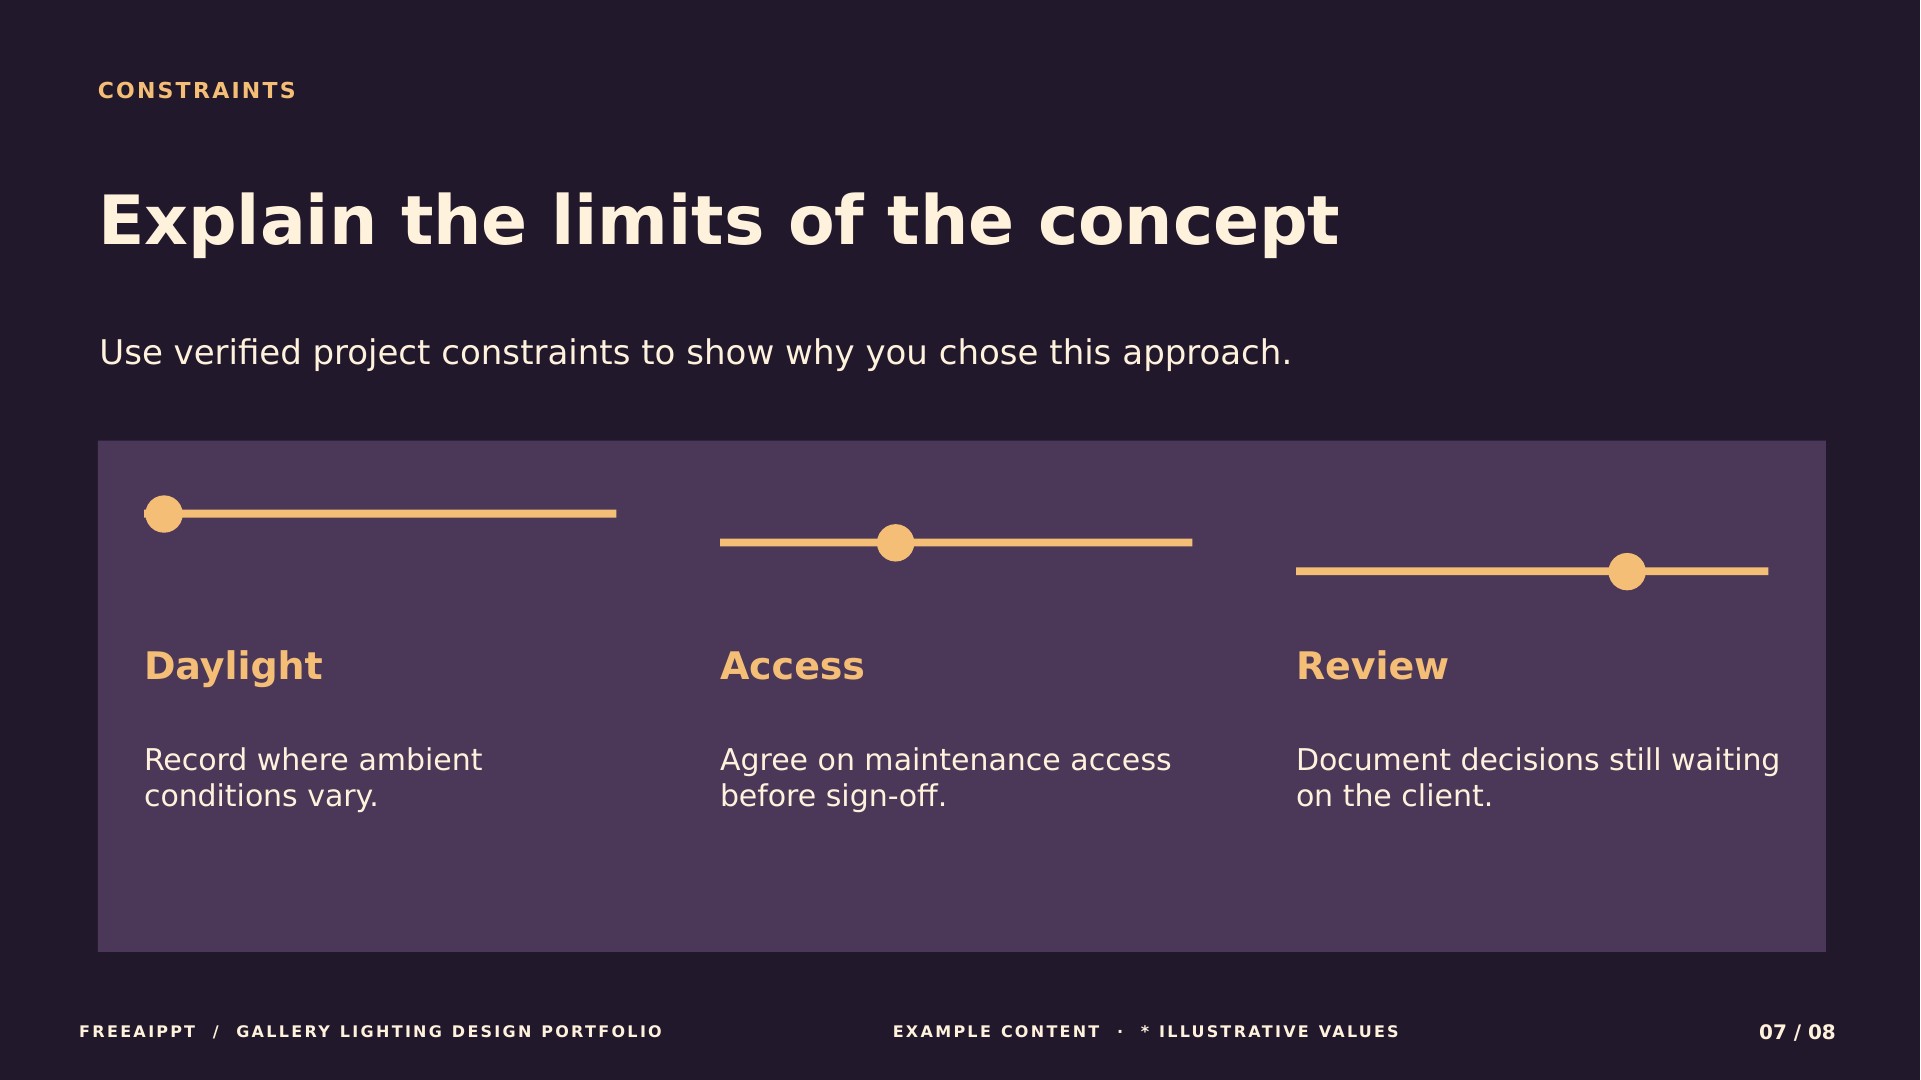 CONSTRAINTS
Explain the limits of the concept
Use verified project constraints to show why you chose this approach.
Daylight
Record where ambient
conditions vary.
Access
Agree on maintenance access
before sign-off.
Review
Document decisions still waiting
on the client.
FREEAIPPT / GALLERY LIGHTING DESIGN PORTFOLIO
EXAMPLE CONTENT · * ILLUSTRATIVE VALUES
07 / 08